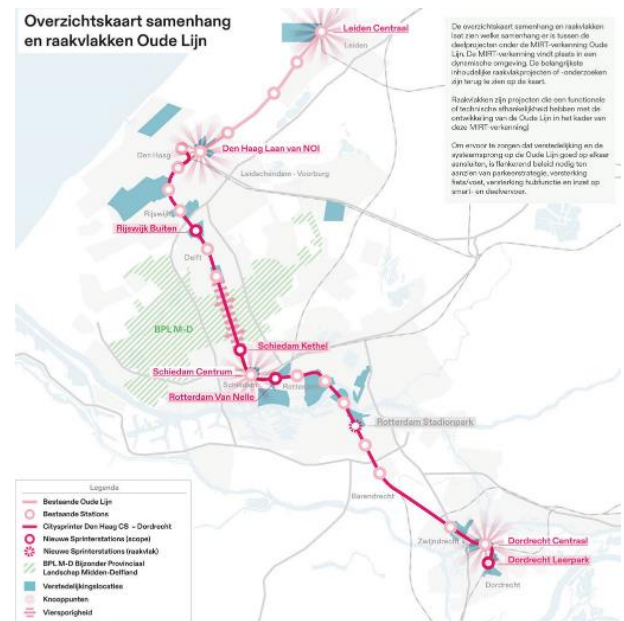 Overzichtskaart samenhang
en raakvlakken Oude Lijn
De overzichtskaart samenhang en raakvlakken
laat zien welke samenhang er is tussen de
deelprojecten onder de MIRT-verkenning Oude
Lijn. De MIRT-verkenning vindt plaats in een
dynamische omgeving. De belangrijkste
inhoudelijke raakvlakprojecten of -onderzoeken
zijn terug te zien op de kaart.
Raakvlakken zijn projecten die een functionele
of technische afhankelijkheid hebben met de
ontwikkeling van de Oude Lijn in het kader van
deze MIRT-verkenning)
Om ervoor te zorgen dat verstedelijking en de
systeemsprong op de Oude Lijn goed op elkaar
aansluiten, is flankerend beleid nodig ten
aanzien van parkeerstrategie, versterking
fiets/voet, versterking hubfunctie en inzet op
smart- en deelvervoer.
Leiden Centraal
Leiden
Den Haag Laan van NOI
Den Haag
Leidschendam - Voorburg
Rijswijk
Rijswijk Buiten
Delft
BPL M-D
Schiedam Kethel
Schiedam Centrum
Schiedam
Rotterdam
Rotterdam Van Nelle
Rotterdam Stadionpark
Barendrecht
Zwijndrecht
Dordrecht Centraal
Dordrecht Leerpark
Dordrecht
Legenda
Bestaande Oude Lijn
Bestaande Stations
Citysprinter Den Haag CS - Dordrecht
Nieuwe Sprinterstations (scope)
Nieuwe Sprinterstations (raakvlak)
BPL M-D Bijzonder Provinciaal
Landschap Midden-Delfland
Verstedelijkingslocaties
Knooppunten
Viersporigheid